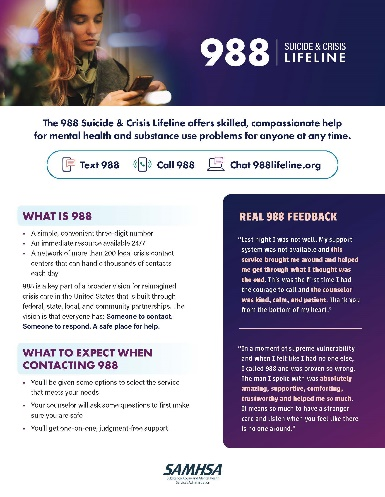 988 SUICIDE & CRISIS
LIFELINE
The 988 Suicide & Crisis Lifeline offers skilled, compassionate help
for mental health and substance use problems for anyone at any time.
Text 988 Call 988 Chat 988lifeline.org
WHAT IS 988
• A simple, convenient three-digit number
• An immediate resource available 24/7
• A network of more than 200 local crisis contact
centers that can handle thousands of contacts
each day
988 is a key part of a broader vision for reimagined
crisis care in the United States that is built through
federal, state, local, and community partnerships. The
vision is that everyone has: Someone to contact.
Someone to respond. A safe place for help.
WHAT TO EXPECT WHEN
CONTACTING 988
• You'll be given some options to select the service
that meets your needs
• Your counselor will ask some questions to first make
sure you are safe
• You'll get one-on-one, judgment-free support
REAL 988 FEEDBACK
"Last night I was not well. My support
system was not available and this
service brought me around and helped
me get through what I thought was
the end. This was the first time I had
the courage to call and the counselor
was kind, calm, and patient. Thank you
from the bottom of my heart."
"In a moment of supreme vulnerability
and when I felt like I had no one else,
I called 988 and was proven so wrong.
The man I spoke with was absolutely
amazing, supportive, comforting,
trustworthy and helped me so much.
It means so much to have a stranger
care and listen when you feel like there
is no one around."
SAMHSA
Substance Abuse and Mental Health
Services Administration